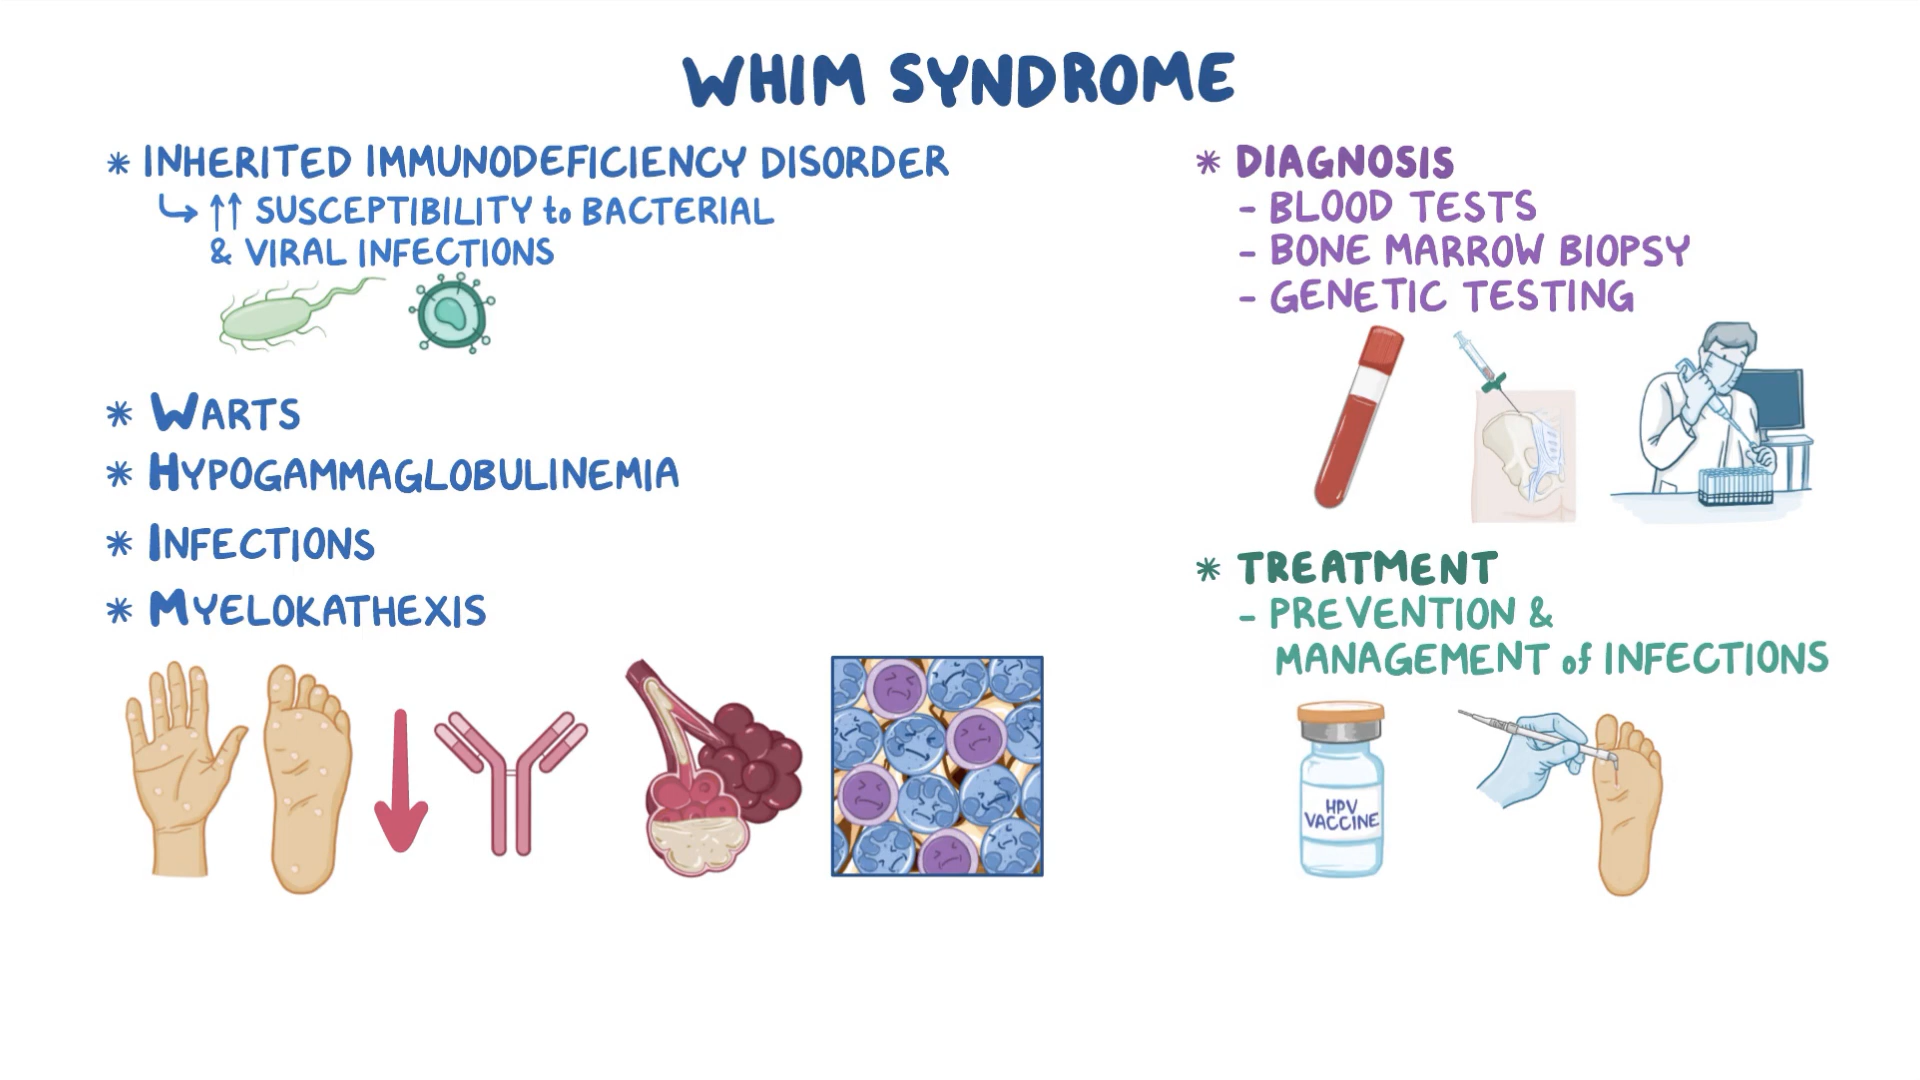 WHIM SYNDROME
* INHERITED IMMUNODEFICIENCY DISORDER
↳ ↑↑ SUSCEPTIBILITY to BACTERIAL
& VIRAL INFECTIONS
* WARTS
* HYPOGAMMAGLOBULINEMIA
* INFECTIONS
* MYELOKATHEXIS
* DIAGNOSIS
- BLOOD TESTS
- BONE MARROW BIOPSY
- GENETIC TESTING
* TREATMENT
- PREVENTION &
MANAGEMENT of INFECTIONS
HPV
VACCINE